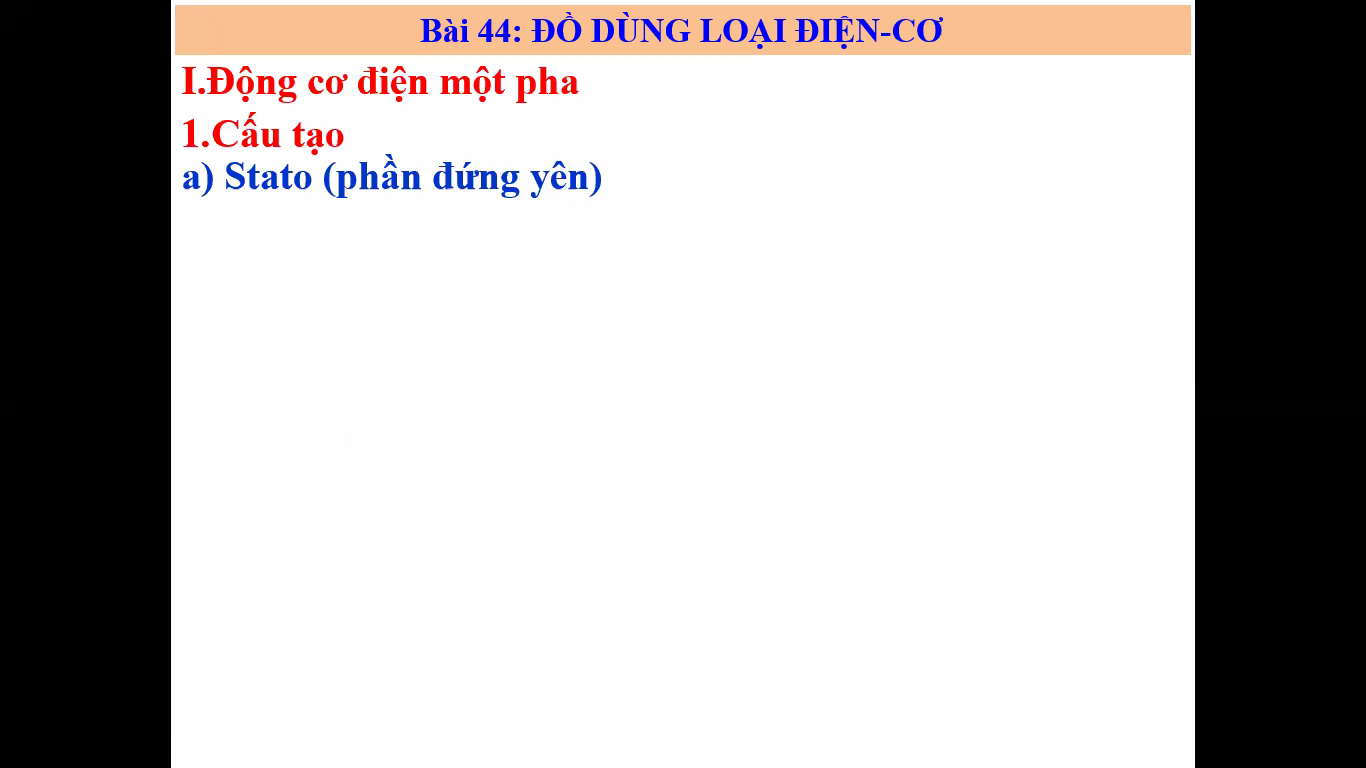 Bài 44: ĐỒ DÙNG LOẠI ĐIỆN-CƠ
I.Động cơ điện một pha
1.Cấu tạo
a) Stato (phần đứng yên)